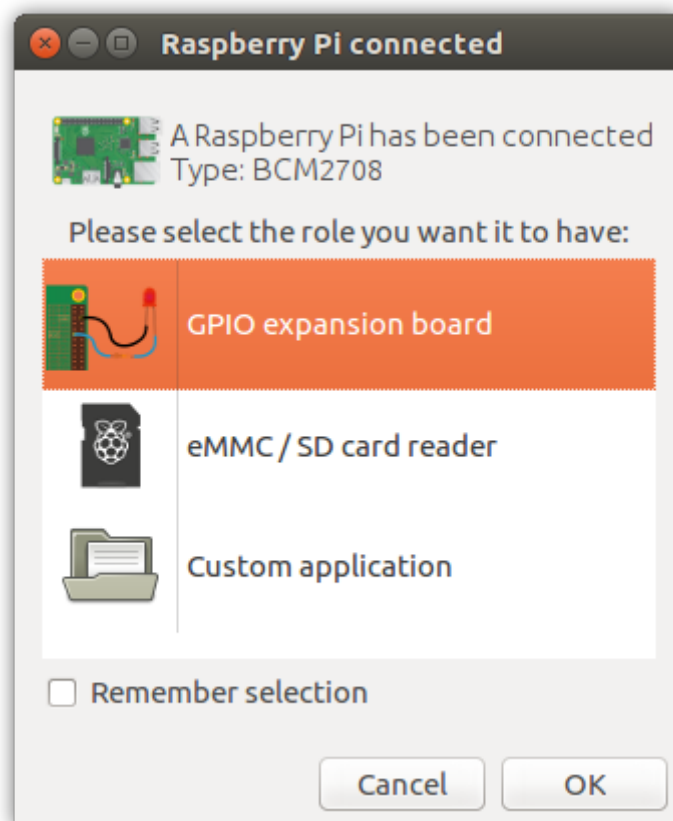 Raspberry Pi connected
A Raspberry Pi has been connected
Type: BCM2708
Please select the role you want it to have:
GPIO expansion board
eMMC / SD card reader
Custom application
Remember selection
Cancel OK